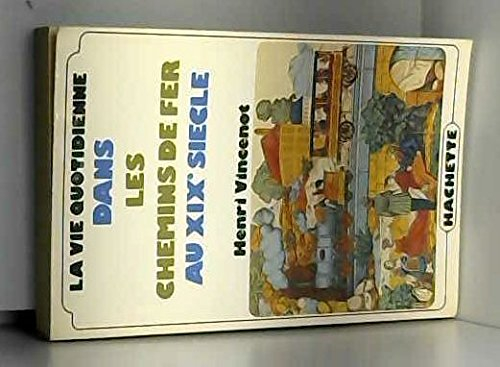 LA VIE QUOTIDIENNE
DANS
LES
CHEMINS DE FER
AU XIXᵉ SIECLE
Henri Vincenot
HACHETTE